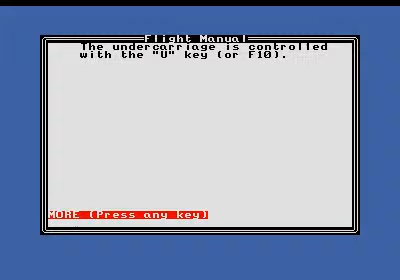 Flight Manual
The undercarriage is controlled
with the "U" key (or F10).
MORE (Press any key)